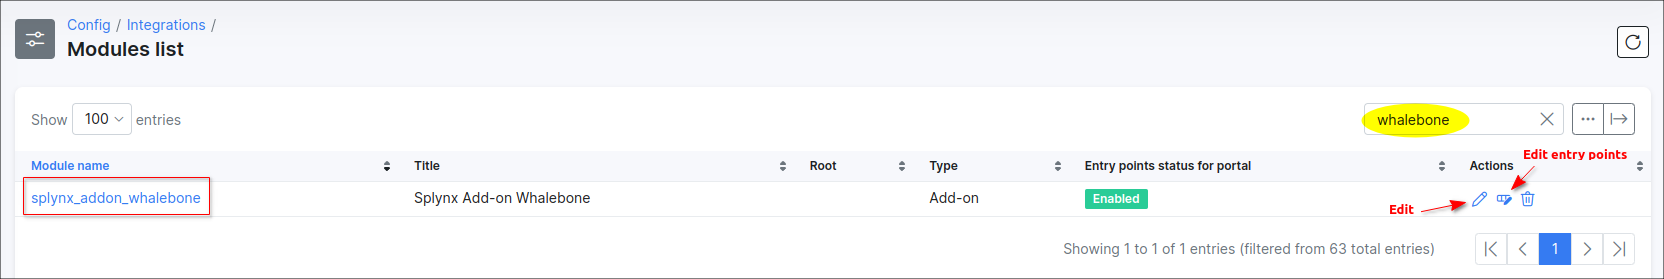 Config / Integrations /
Modules list
Show 100 entries
whalebone
Module name Title Root Type Entry points status for portal Actions
Edit entry points
splynx_addon_whalebone Splynx Add-on Whalebone Add-on Enabled
Edit
Showing 1 to 1 of 1 entries (filtered from 63 total entries) 1